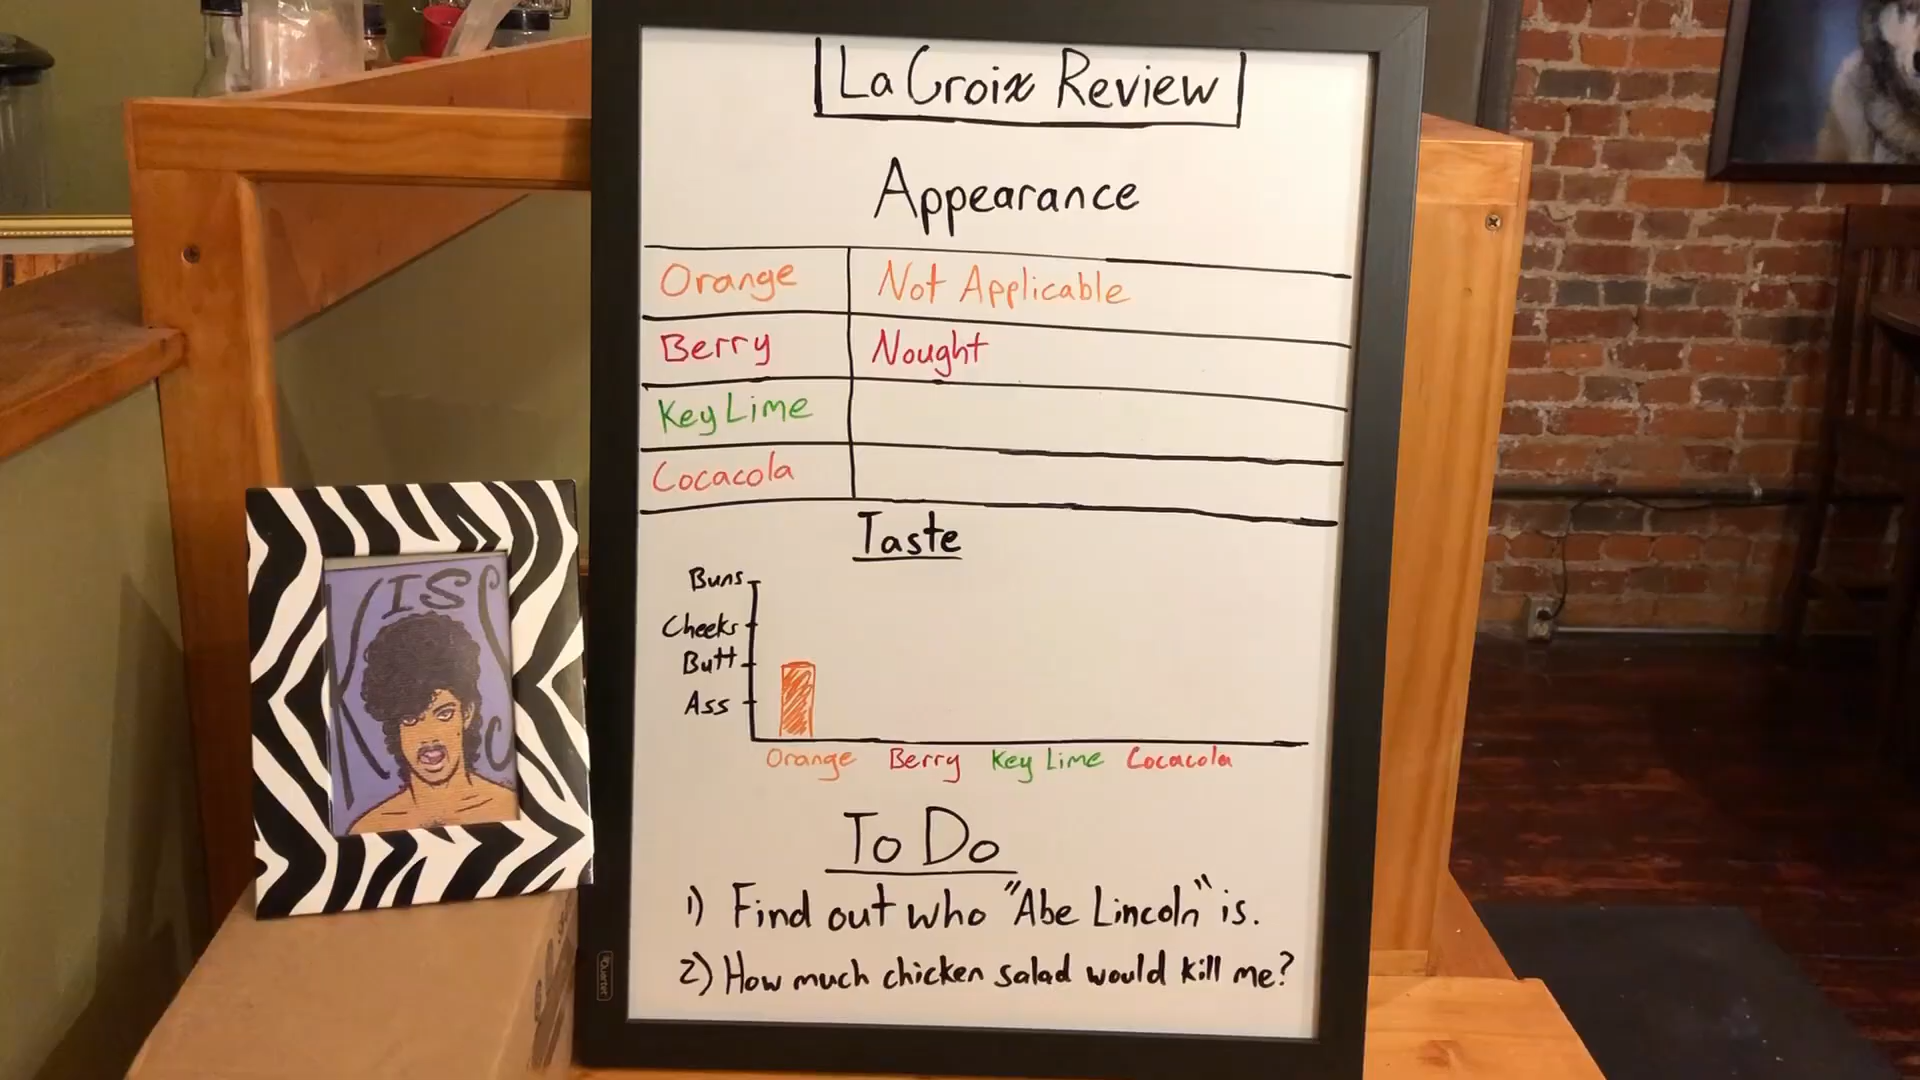 La Croix Review
Appearance
Orange Not Applicable
Berry Nought
Key Lime
Cocacola
Taste
Buns
Cheeks
Butt
Ass
Orange Berry Key Lime Cocacola
To Do
1) Find out who "Abe Lincoln" is.
2) How much chicken salad would kill me?
Quartet
KISS